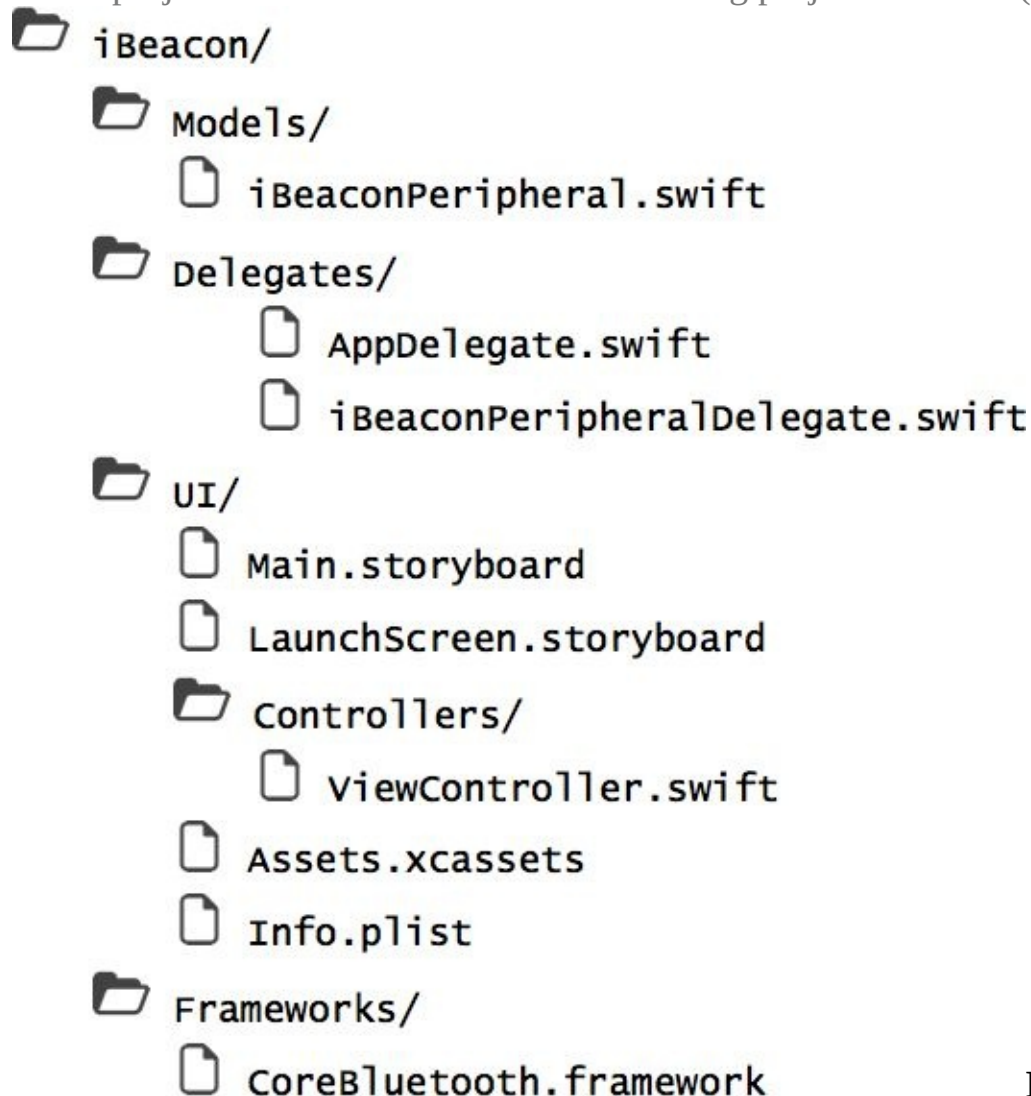 iBeacon/
Models/
iBeaconPeripheral.swift
Delegates/
AppDelegate.swift
iBeaconPeripheralDelegate.swift
UI/
Main.storyboard
LaunchScreen.storyboard
Controllers/
ViewController.swift
Assets.xcassets
Info.plist
Frameworks/
CoreBluetooth.framework